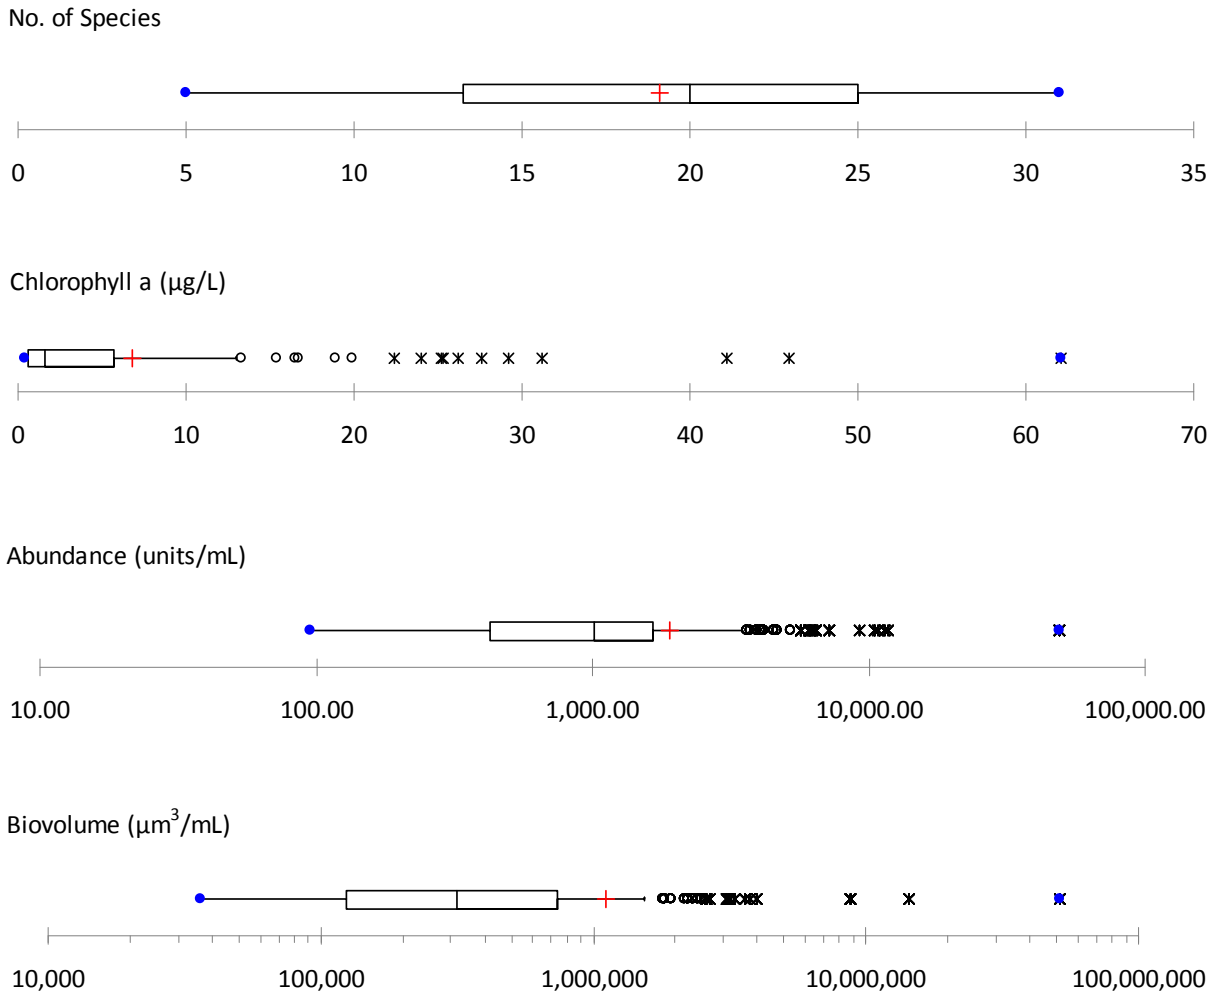 No. of Species
0 5 10 15 20 25 30 35
Chlorophyll a (µg/L)
0 10 20 30 40 50 60 70
Abundance (units/mL)
10.00 100.00 1,000.00 10,000.00 100,000.00
Biovolume (µm³/mL)
10,000 100,000 1,000,000 10,000,000 100,000,000